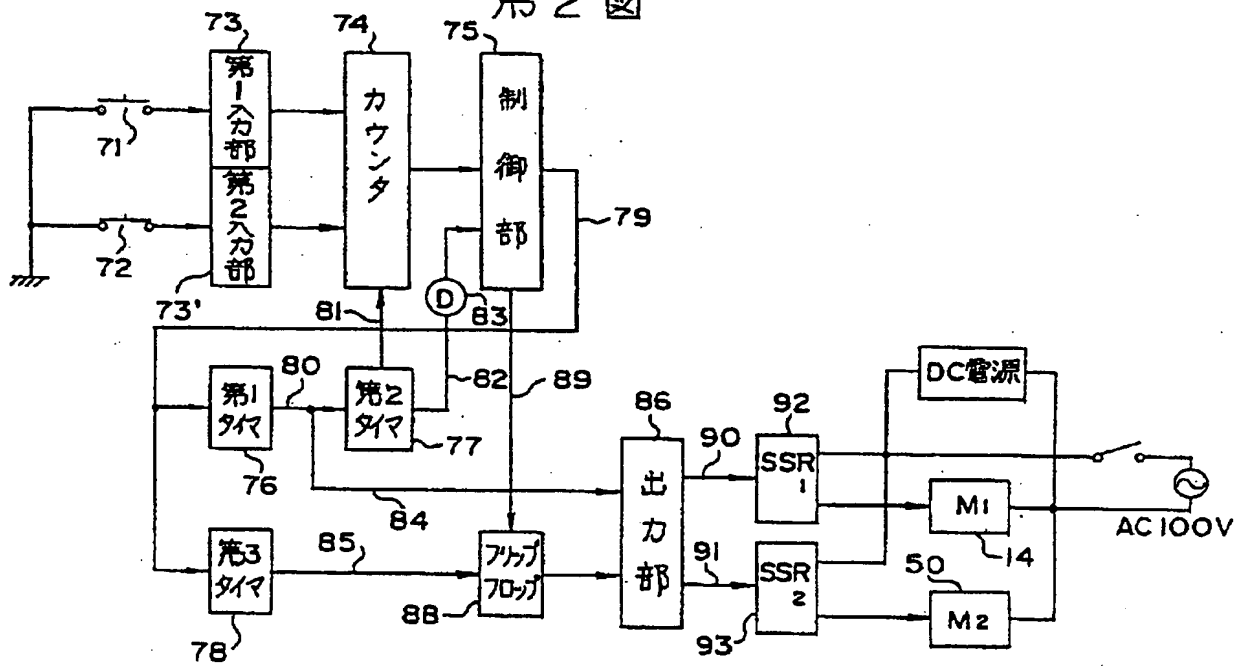 第2図
73
74
75
71
72
73'
第1入力部
第2入力部
カウンタ
制御部
79
D
83
81
80
82
89
第1タイマ
76
第2タイマ
77
84
第3タイマ
78
85
フリップ
フロップ
88
86
出力部
90
91
92
SSR
1
SSR
2
93
DC電源
M1
14
50
M2
AC100V